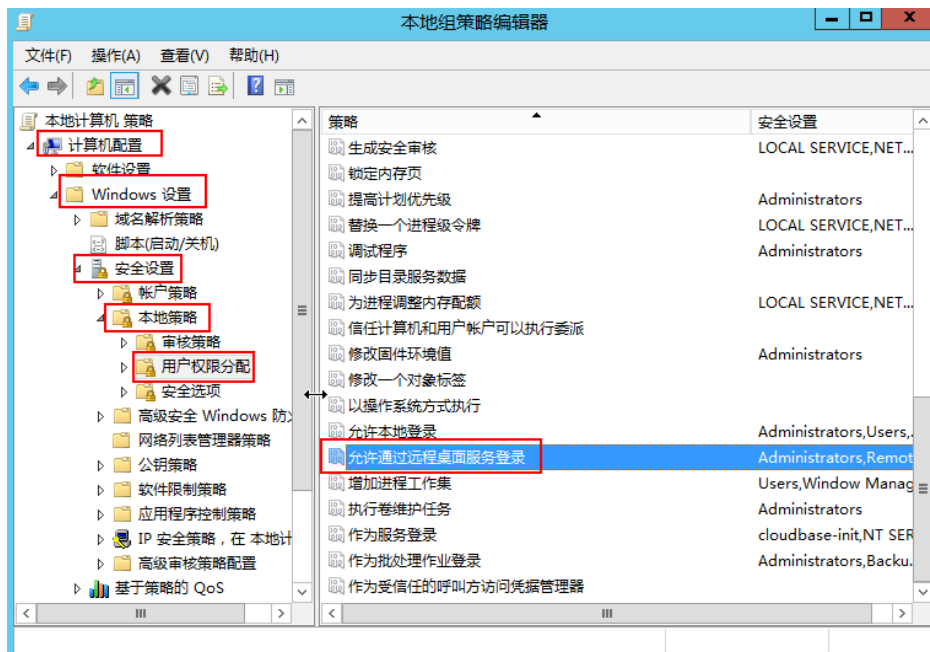 本地组策略编辑器
文件(F) 操作(A) 查看(V) 帮助(H)
本地计算机 策略
计算机配置
软件设置
Windows 设置
域名解析策略
脚本(启动/关机)
安全设置
帐户策略
本地策略
审核策略
用户权限分配
安全选项
高级安全 Windows 防
网络列表管理器策略
公钥策略
软件限制策略
应用程序控制策略
IP 安全策略，在 本地计
高级审核策略配置
基于策略的 QoS
策略 安全设置
生成安全审核 LOCAL SERVICE,NET...
锁定内存页
提高计划优先级 Administrators
替换一个进程级令牌 LOCAL SERVICE,NET...
调试程序 Administrators
同步目录服务数据
为进程调整内存配额 LOCAL SERVICE,NET...
信任计算机和用户帐户可以执行委派
修改固件环境值 Administrators
修改一个对象标签
以操作系统方式执行
允许本地登录 Administrators,Users,.
允许通过远程桌面服务登录 Administrators,Remot
增加进程工作集 Users,Window Manag
执行卷维护任务 Administrators
作为服务登录 cloudbase-init,NT SER
作为批处理作业登录 Administrators,Backu.
作为受信任的呼叫方访问凭据管理器